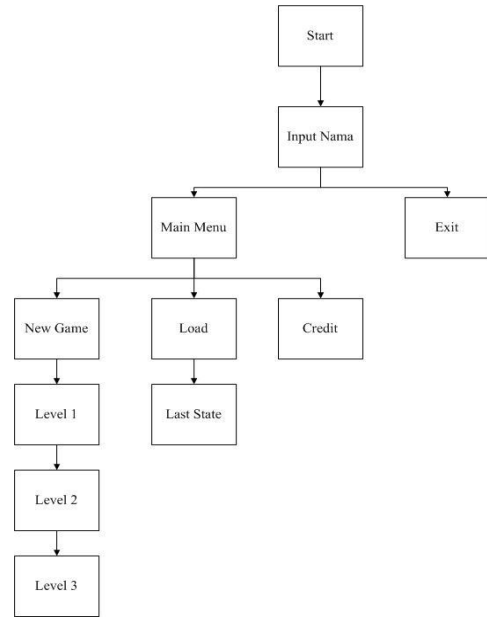 Start
Input Nama
Main Menu
Exit
New Game
Load
Credit
Level 1
Last State
Level 2
Level 3